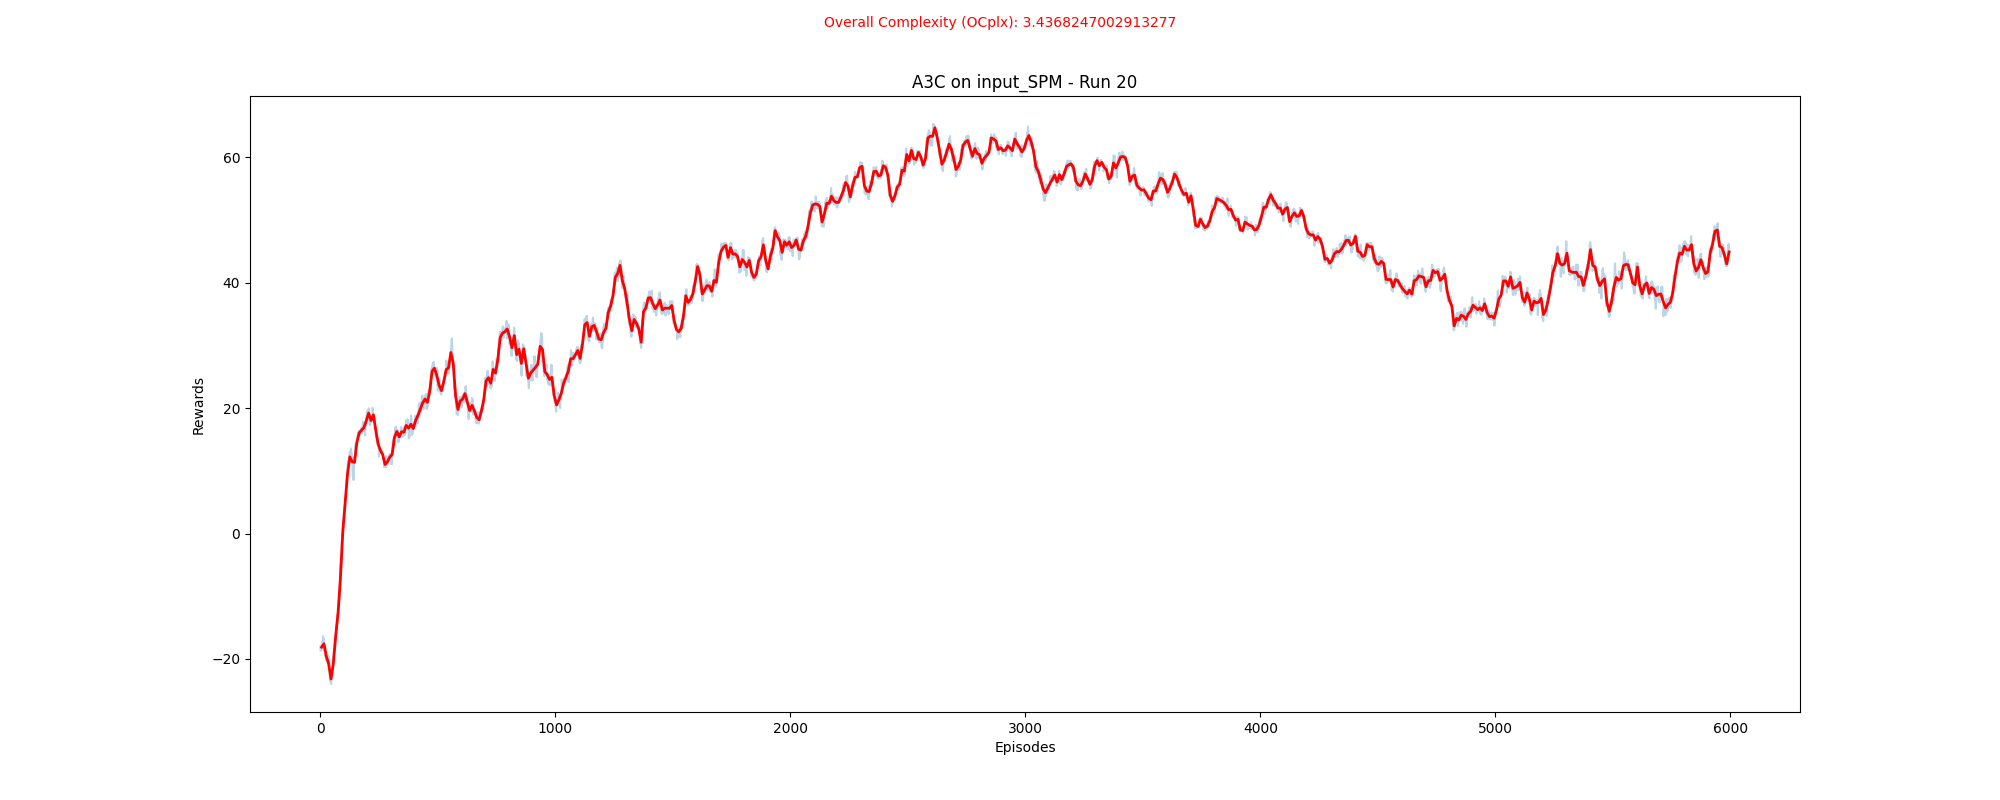 Overall Complexity (OCplx): 3.4368247002913277
A3C on input_SPM - Run 20
Rewards
60
40
20
0
−20
0 1000 2000 3000 4000 5000 6000
Episodes